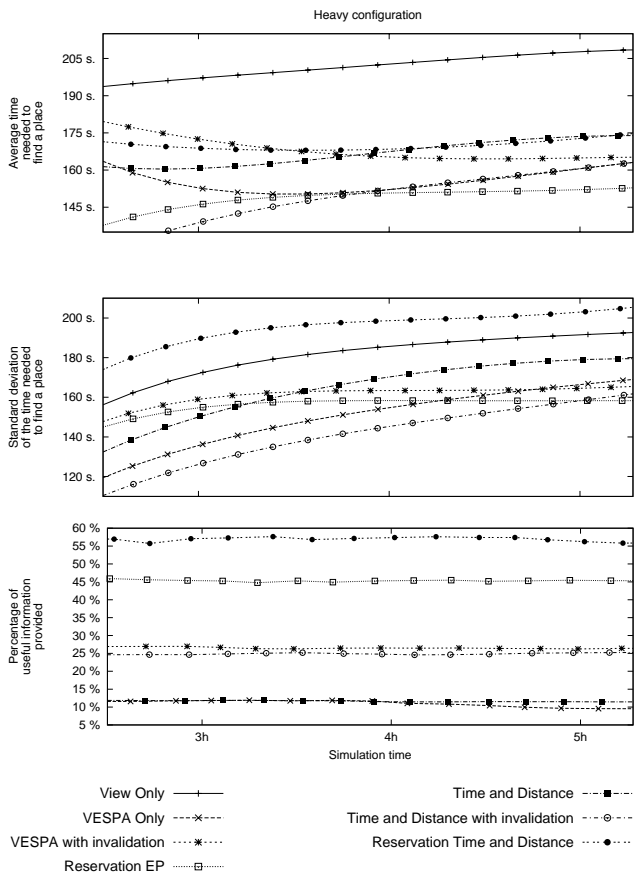 Heavy configuration
Average time
needed to
find a place
205 s.
190 s.
175 s.
160 s.
145 s.
Standard deviation
of the time needed
to find a place
200 s.
180 s.
160 s.
140 s.
120 s.
Percentage of
useful information
provided
60 %
55 %
50 %
45 %
40 %
35 %
30 %
25 %
20 %
15 %
10 %
5 %
3h
4h
5h
Simulation time
View Only
VESPA Only
VESPA with invalidation
Reservation EP
Time and Distance
Time and Distance with invalidation
Reservation Time and Distance